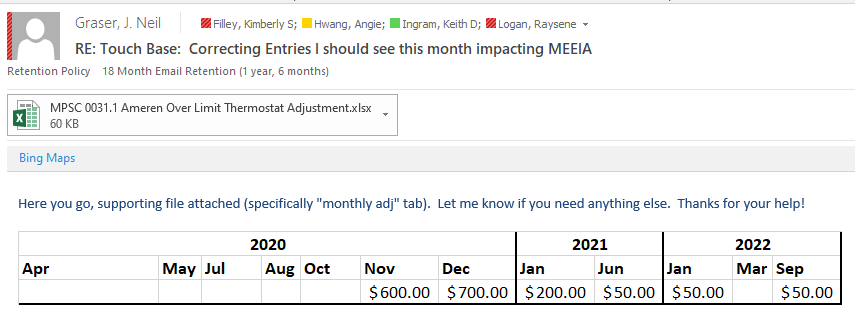 Graser, J. Neil Filley, Kimberly S; Hwang, Angie; Ingram, Keith D; Logan, Raysene
RE: Touch Base: Correcting Entries I should see this month impacting MEEIA
Retention Policy 18 Month Email Retention (1 year, 6 months)
MPSC 0031.1 Ameren Over Limit Thermostat Adjustment.xlsx
60 KB
Bing Maps
Here you go, supporting file attached (specifically "monthly adj" tab). Let me know if you need anything else. Thanks for your help!
2020 2021 2022
Apr May Jul Aug Oct Nov Dec Jan Jun Jan Mar Sep
$600.00 $700.00 $200.00 $50.00 $50.00 $50.00